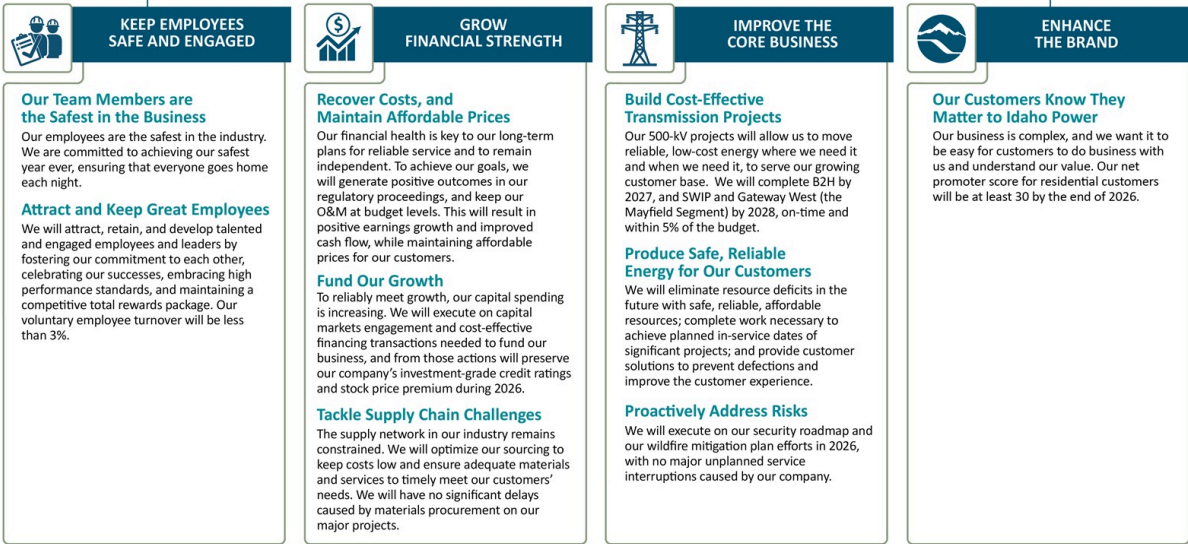 KEEP EMPLOYEES
SAFE AND ENGAGED
Our Team Members are
the Safest in the Business
Our employees are the safest in the industry.
We are committed to achieving our safest
year ever, ensuring that everyone goes home
each night.
Attract and Keep Great Employees
We will attract, retain, and develop talented
and engaged employees and leaders by
fostering our commitment to each other,
celebrating our successes, embracing high
performance standards, and maintaining a
competitive total rewards package. Our
voluntary employee turnover will be less
than 3%.
$
GROW
FINANCIAL STRENGTH
Recover Costs, and
Maintain Affordable Prices
Our financial health is key to our long-term
plans for reliable service and to remain
independent. To achieve our goals, we
will generate positive outcomes in our
regulatory proceedings, and keep our
O&M at budget levels. This will result in
positive earnings growth and improved
cash flow, while maintaining affordable
prices for our customers.
Fund Our Growth
To reliably meet growth, our capital spending
is increasing. We will execute on capital
markets engagement and cost-effective
financing transactions needed to fund our
business, and from those actions will preserve
our company's investment-grade credit ratings
and stock price premium during 2026.
Tackle Supply Chain Challenges
The supply network in our industry remains
constrained. We will optimize our sourcing to
keep costs low and ensure adequate materials
and services to timely meet our customers'
needs. We will have no significant delays
caused by materials procurement on our
major projects.
IMPROVE THE
CORE BUSINESS
Build Cost-Effective
Transmission Projects
Our 500-kV projects will allow us to move
reliable, low-cost energy where we need it
and when we need it, to serve our growing
customer base. We will complete B2H by
2027, and SWIP and Gateway West (the
Mayfield Segment) by 2028, on-time and
within 5% of the budget.
Produce Safe, Reliable
Energy for Our Customers
We will eliminate resource deficits in the
future with safe, reliable, affordable
resources; complete work necessary to
achieve planned in-service dates of
significant projects; and provide customer
solutions to prevent defections and
improve the customer experience.
Proactively Address Risks
We will execute on our security roadmap and
our wildfire mitigation plan efforts in 2026,
with no major unplanned service
interruptions caused by our company.
ENHANCE
THE BRAND
Our Customers Know They
Matter to Idaho Power
Our business is complex, and we want it to
be easy for customers to do business with
us and understand our value. Our net
promoter score for residential customers
will be at least 30 by the end of 2026.